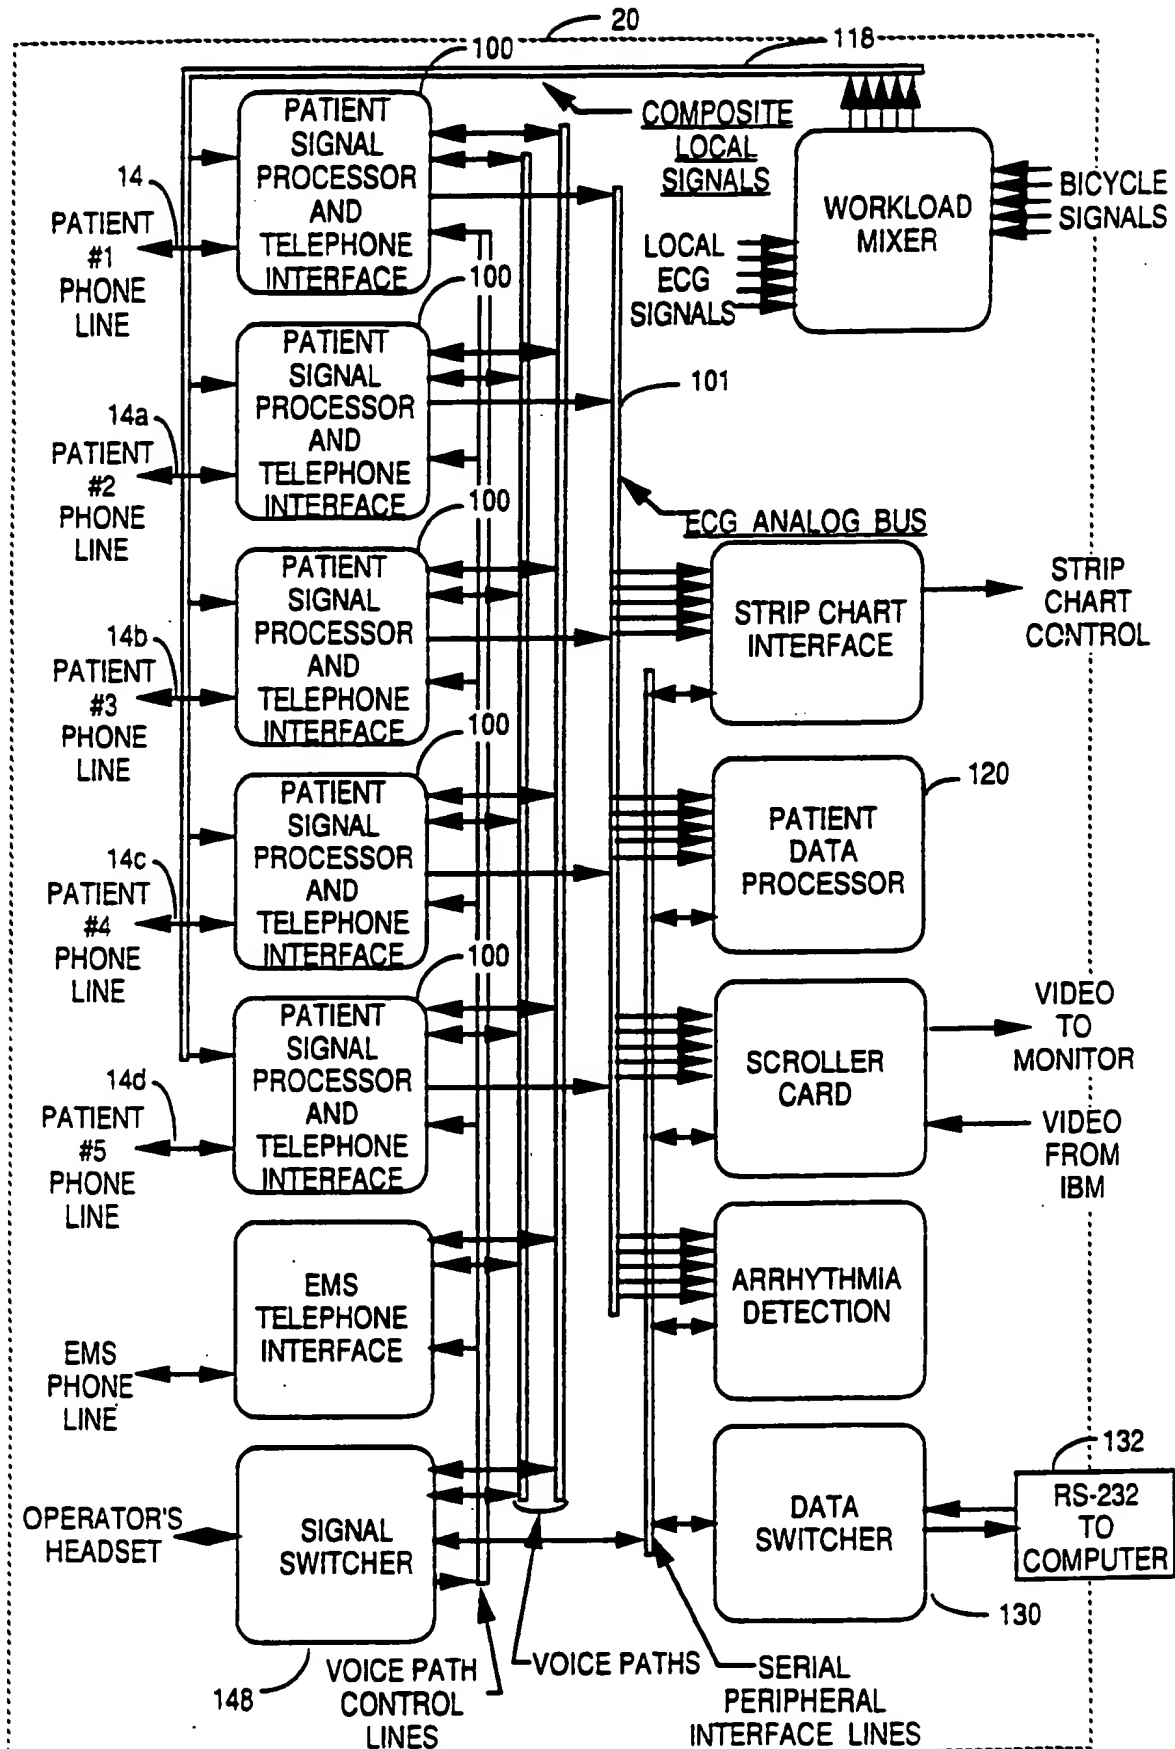 20
118
100
PATIENT
SIGNAL
PROCESSOR
AND
TELEPHONE
INTERFACE
COMPOSITE
LOCAL
SIGNALS
WORKLOAD
MIXER
BICYCLE
SIGNALS
LOCAL
ECG
SIGNALS
14
PATIENT
#1
PHONE
LINE
100
PATIENT
SIGNAL
PROCESSOR
AND
TELEPHONE
INTERFACE
101
14a
PATIENT
#2
PHONE
LINE
ECG ANALOG BUS
100
PATIENT
SIGNAL
PROCESSOR
AND
TELEPHONE
INTERFACE
STRIP CHART
INTERFACE
STRIP
CHART
CONTROL
14b
PATIENT
#3
PHONE
LINE
100
PATIENT
SIGNAL
PROCESSOR
AND
TELEPHONE
INTERFACE
120
PATIENT
DATA
PROCESSOR
14c
PATIENT
#4
PHONE
LINE
100
PATIENT
SIGNAL
PROCESSOR
AND
TELEPHONE
INTERFACE
SCROLLER
CARD
VIDEO
TO
MONITOR
VIDEO
FROM
IBM
14d
PATIENT
#5
PHONE
LINE
EMS
TELEPHONE
INTERFACE
ARRHYTHMIA
DETECTION
EMS
PHONE
LINE
132
RS-232
TO
COMPUTER
OPERATOR'S
HEADSET
SIGNAL
SWITCHER
DATA
SWITCHER
130
148
VOICE PATH
CONTROL
LINES
VOICE PATHS
SERIAL
PERIPHERAL
INTERFACE LINES